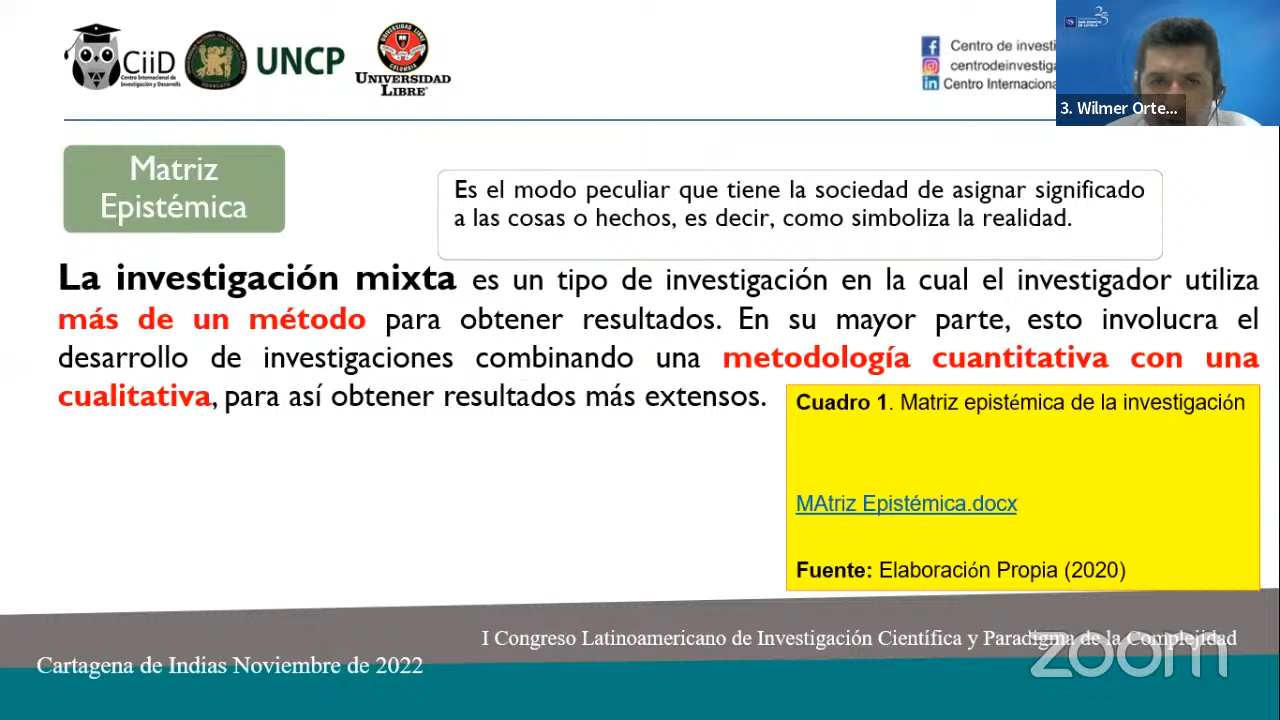 CiiD
Centro Internacional de
Investigación y Desarrollo
UNCP
UNIVERSIDAD LIBRE
COLOMBIA
UNIVERSIDAD
LIBRE
Centro de investi
centrodeinvestiga
Centro Internaciona
3. Wilmer Orte...
Matriz
Epistémica
Es el modo peculiar que tiene la sociedad de asignar significado
a las cosas o hechos, es decir, como simboliza la realidad.
La investigación mixta es un tipo de investigación en la cual el investigador utiliza
más de un método para obtener resultados. En su mayor parte, esto involucra el
desarrollo de investigaciones combinando una metodología cuantitativa con una
cualitativa, para así obtener resultados más extensos.
Cuadro 1. Matriz epistémica de la investigación
MAtriz Epistémica.docx
Fuente: Elaboración Propia (2020)
I Congreso Latinoamericano de Investigación Científica y Paradigma de la Complejidad
zoom
Cartagena de Indias Noviembre de 2022